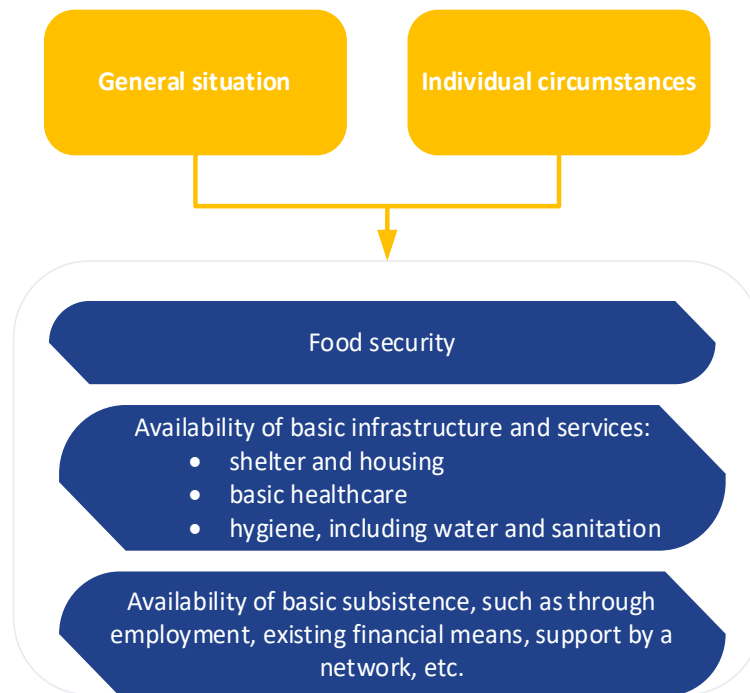 General situation
Individual circumstances
Food security
Availability of basic infrastructure and services:
• shelter and housing
• basic healthcare
• hygiene, including water and sanitation
Availability of basic subsistence, such as through
employment, existing financial means, support by a
network, etc.